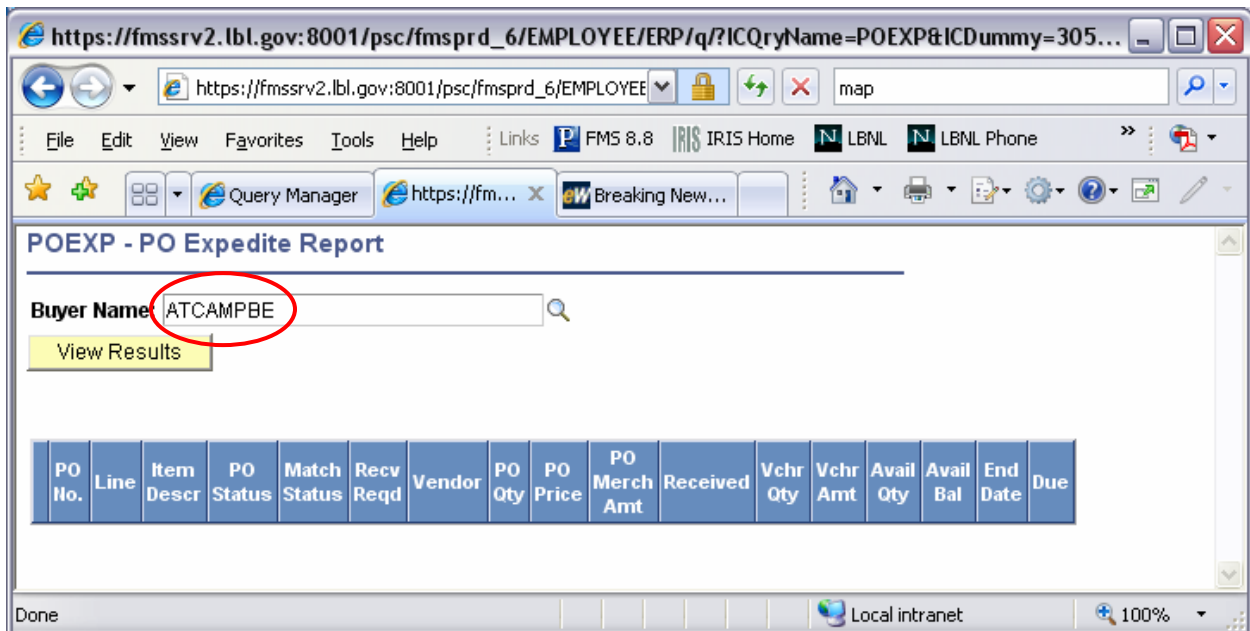 https://fmssrv2.lbl.gov:8001/psc/fmsprd_6/EMPLOYEE/ERP/q/?ICQryName=POEXP&ICDummy=305...
https://fmssrv2.lbl.gov:8001/psc/fmsprd_6/EMPLOYEE map
File Edit View Favorites Tools Help Links P FMS 8.8 IRIS IRIS Home N LBNL N LBNL Phone »
Query Manager https://fm... X eW Breaking New...
POEXP - PO Expedite Report
Buyer Name: ATCAMPBE
View Results
PO No. Line Item Descr PO Status Match Status Recv Reqd Vendor PO Qty PO Price PO Merch Amt Received Vchr Qty Vchr Amt Avail Qty Avail Bal End Date Due
Done Local intranet 100%